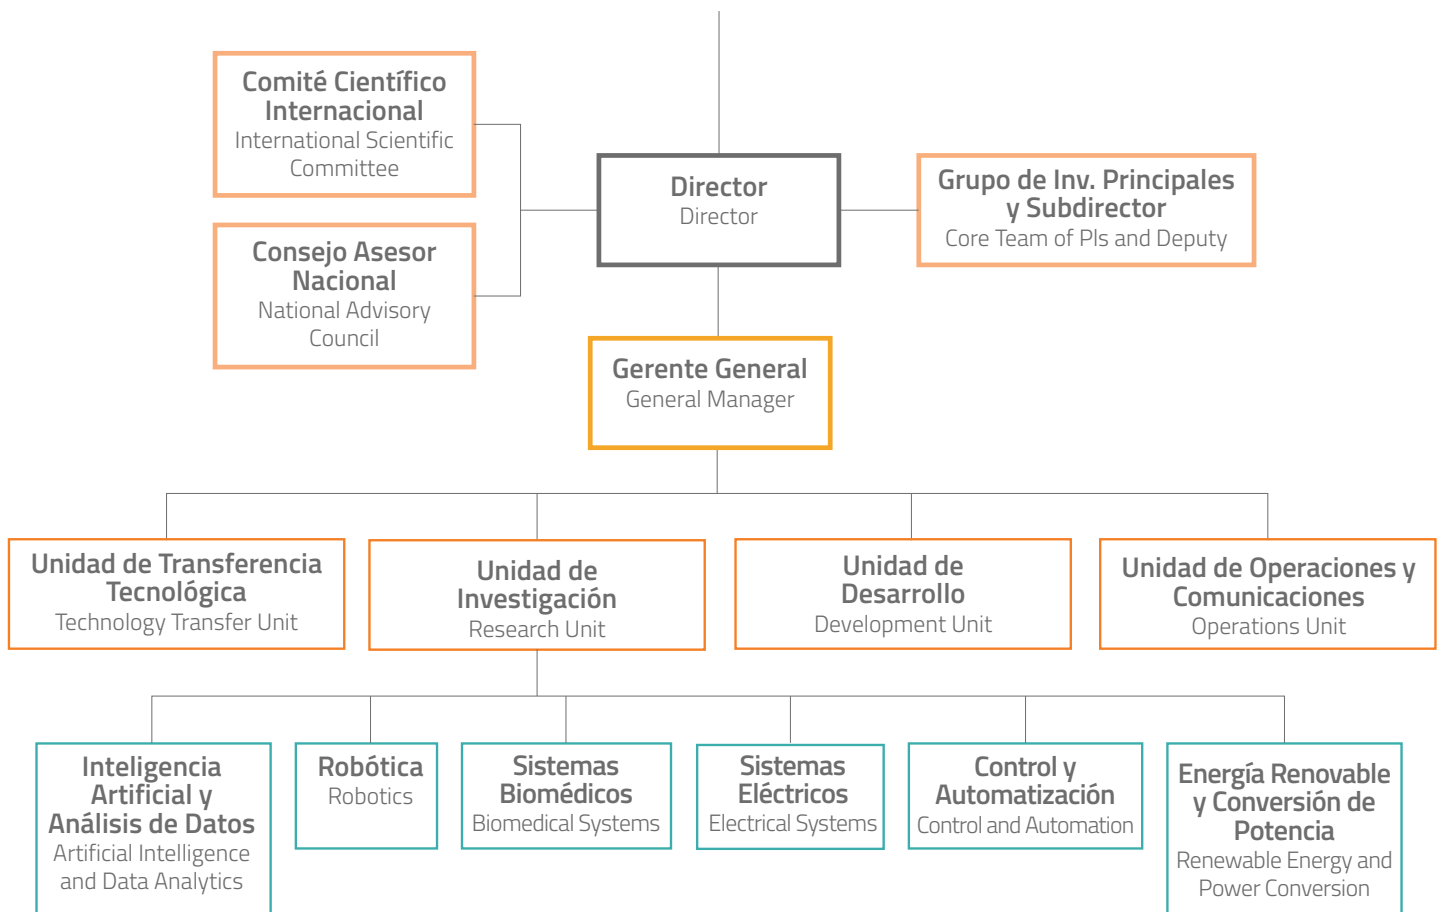 Comité Científico
Internacional
International Scientific
Committee
Consejo Asesor
Nacional
National Advisory
Council
Director
Director
Grupo de Inv. Principales
y Subdirector
Core Team of PIs and Deputy
Gerente General
General Manager
Unidad de Transferencia
Tecnológica
Technology Transfer Unit
Unidad de
Investigación
Research Unit
Unidad de
Desarrollo
Development Unit
Unidad de Operaciones y
Comunicaciones
Operations Unit
Inteligencia
Artificial y
Análisis de Datos
Artificial Intelligence
and Data Analytics
Robótica
Robotics
Sistemas
Biomédicos
Biomedical Systems
Sistemas
Eléctricos
Electrical Systems
Control y
Automatización
Control and Automation
Energía Renovable
y Conversión de
Potencia
Renewable Energy and
Power Conversion